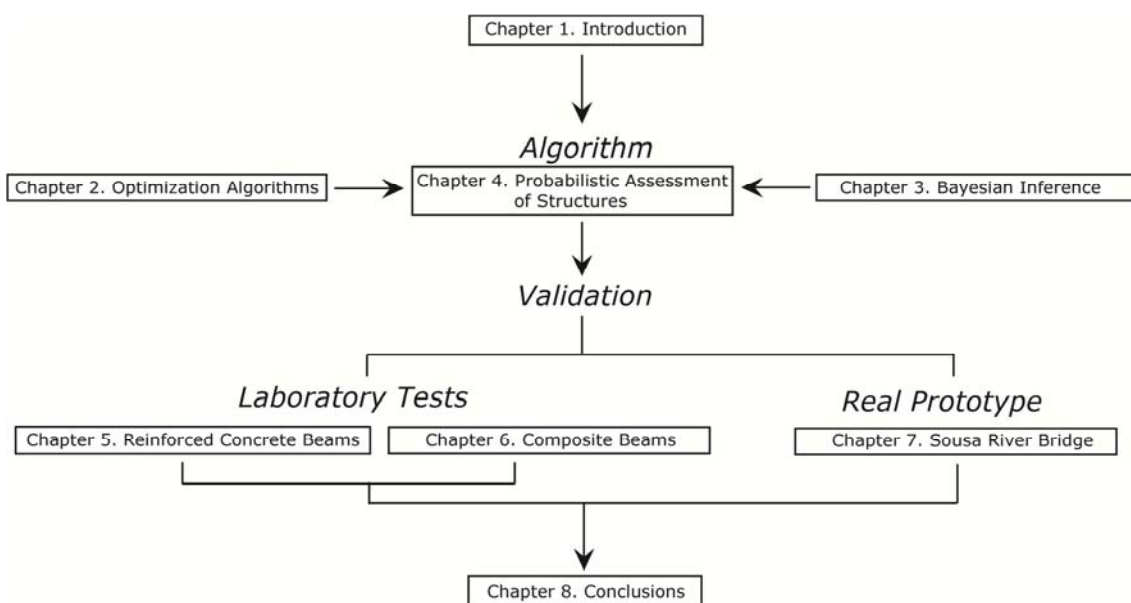 Chapter 1. Introduction
Algorithm
Chapter 2. Optimization Algorithms
Chapter 4. Probabilistic Assessment
of Structures
Chapter 3. Bayesian Inference
Validation
Laboratory Tests
Real Prototype
Chapter 5. Reinforced Concrete Beams
Chapter 6. Composite Beams
Chapter 7. Sousa River Bridge
Chapter 8. Conclusions